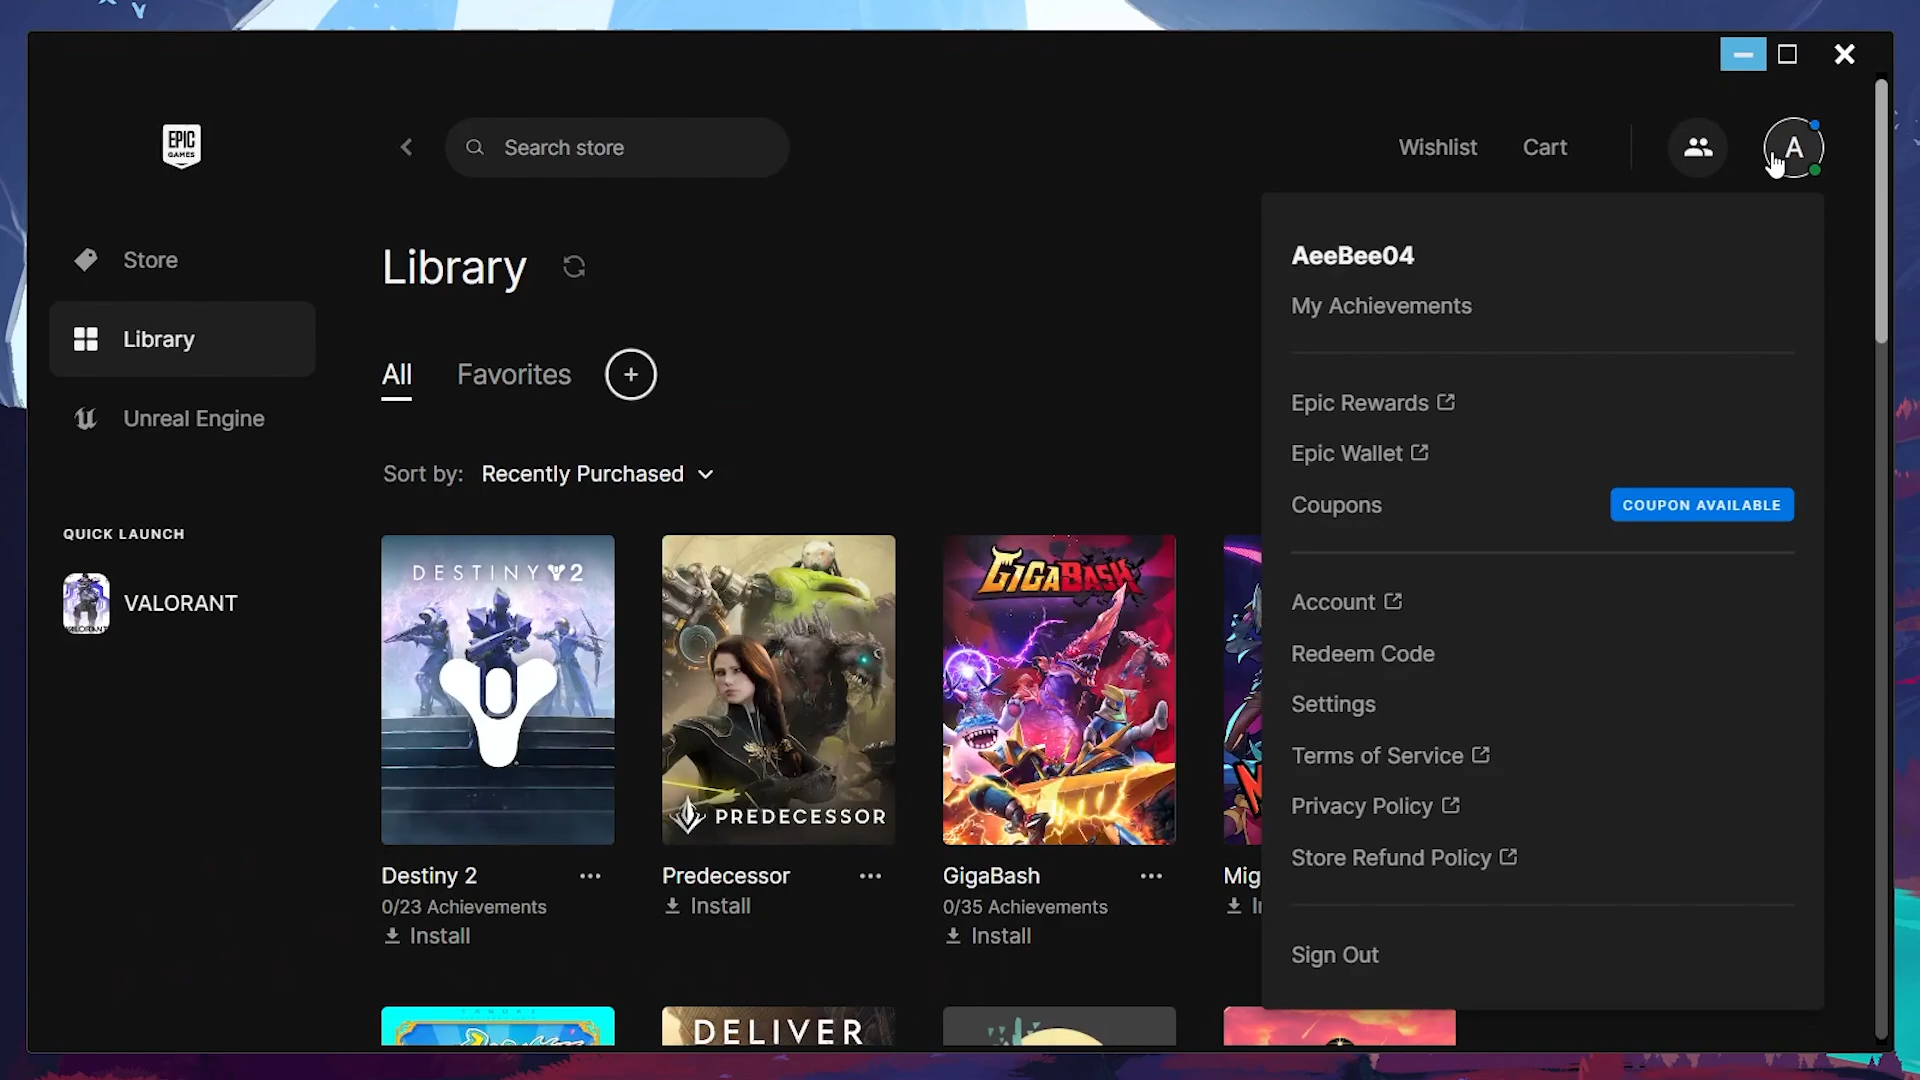 EPIC
GAMES
Search store
Wishlist
Cart
A
Store
Library
Unreal Engine
QUICK LAUNCH
VALORANT
VALORANT
Library
All
Favorites
+
Sort by: Recently Purchased
DESTINY 2
PREDECESSOR
GIGABASH
Destiny 2
0/23 Achievements
Install
Predecessor
Install
GigaBash
0/35 Achievements
Install
Mig
DELIVER
AeeBee04
My Achievements
Epic Rewards
Epic Wallet
Coupons
COUPON AVAILABLE
Account
Redeem Code
Settings
Terms of Service
Privacy Policy
Store Refund Policy
Sign Out